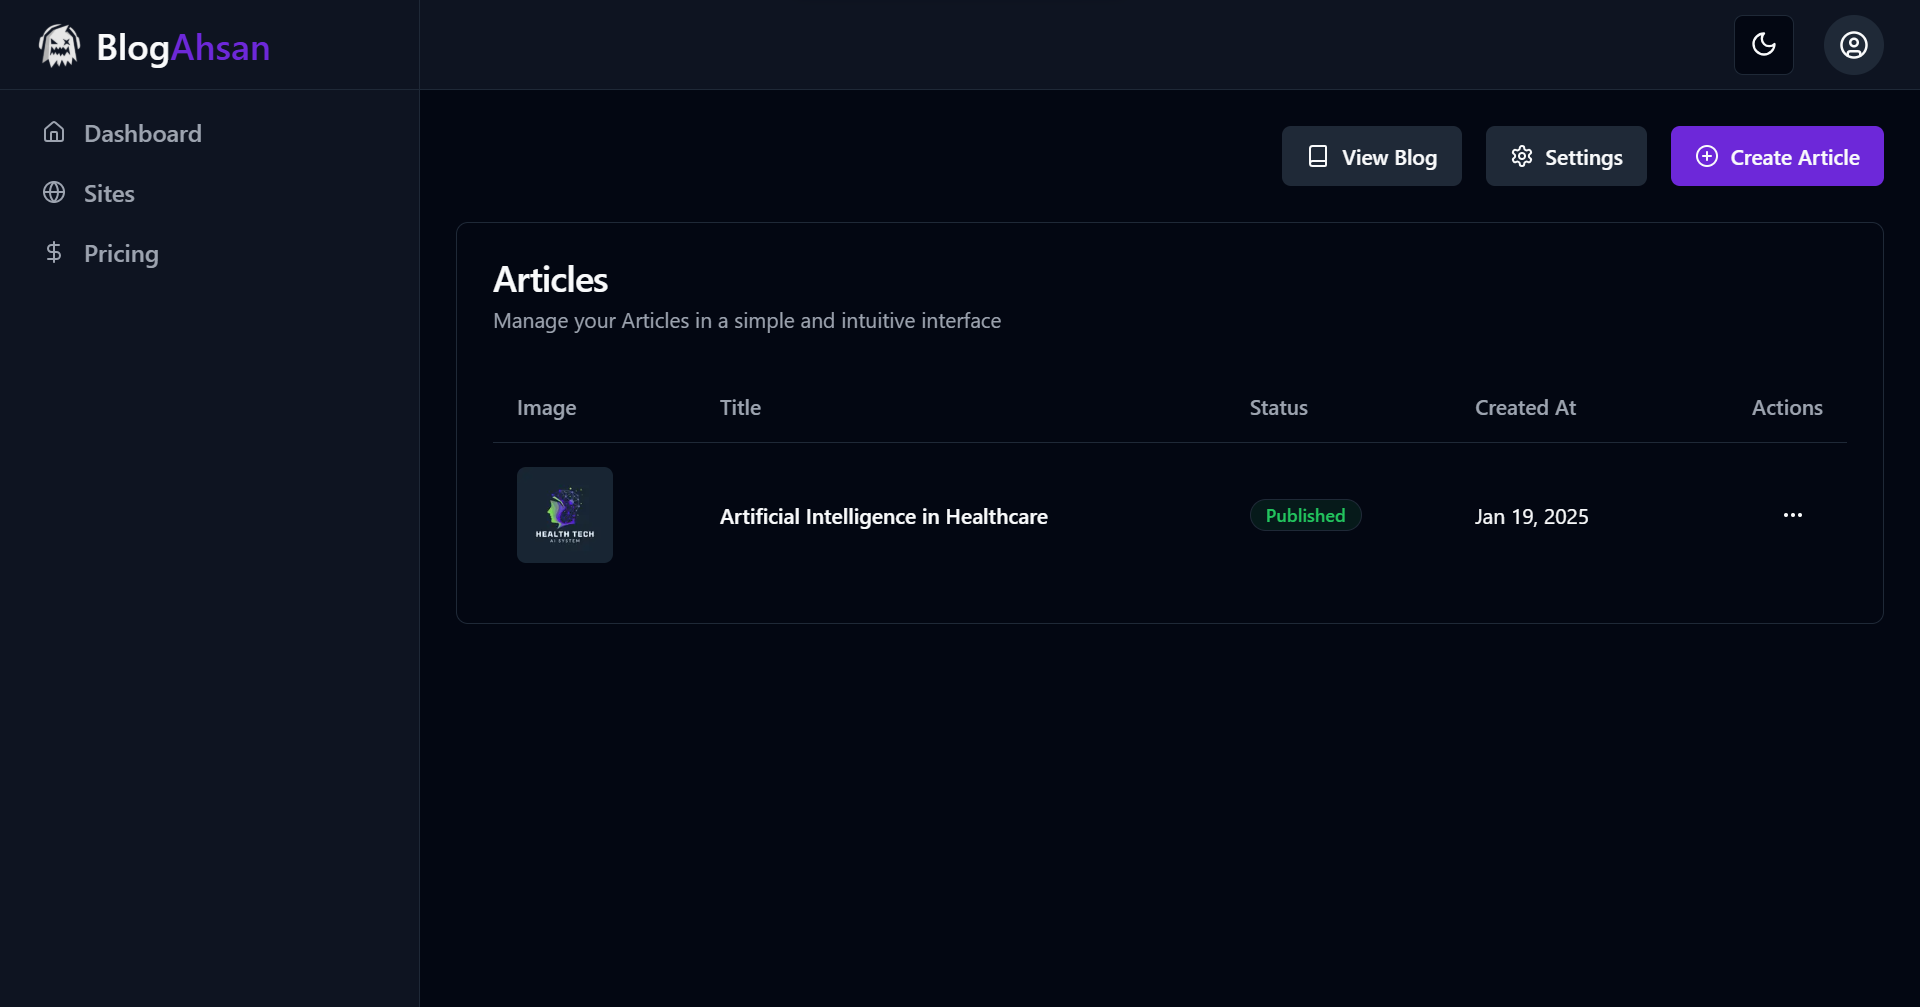 BlogAhsan
Dashboard
Sites
Pricing
View Blog
Settings
Create Article
Articles
Manage your Articles in a simple and intuitive interface
Image Title Status Created At Actions
HEALTH TECH
AI SYSTEM
Artificial Intelligence in Healthcare Published Jan 19, 2025